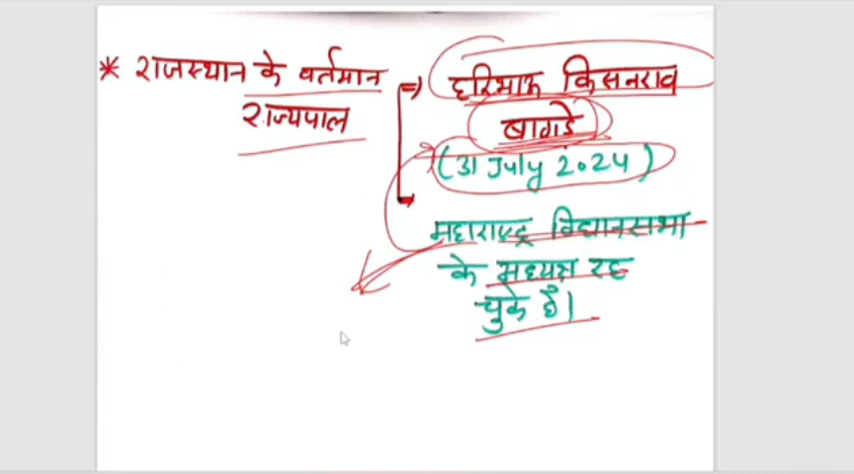 * राजस्थान के वर्तमान
राज्यपाल
=) हरिभाऊ किसनराव
बागडे
(31 July 2024)
महाराष्ट्र विधानसभा
के अध्यक्ष रह
चुके हैं।